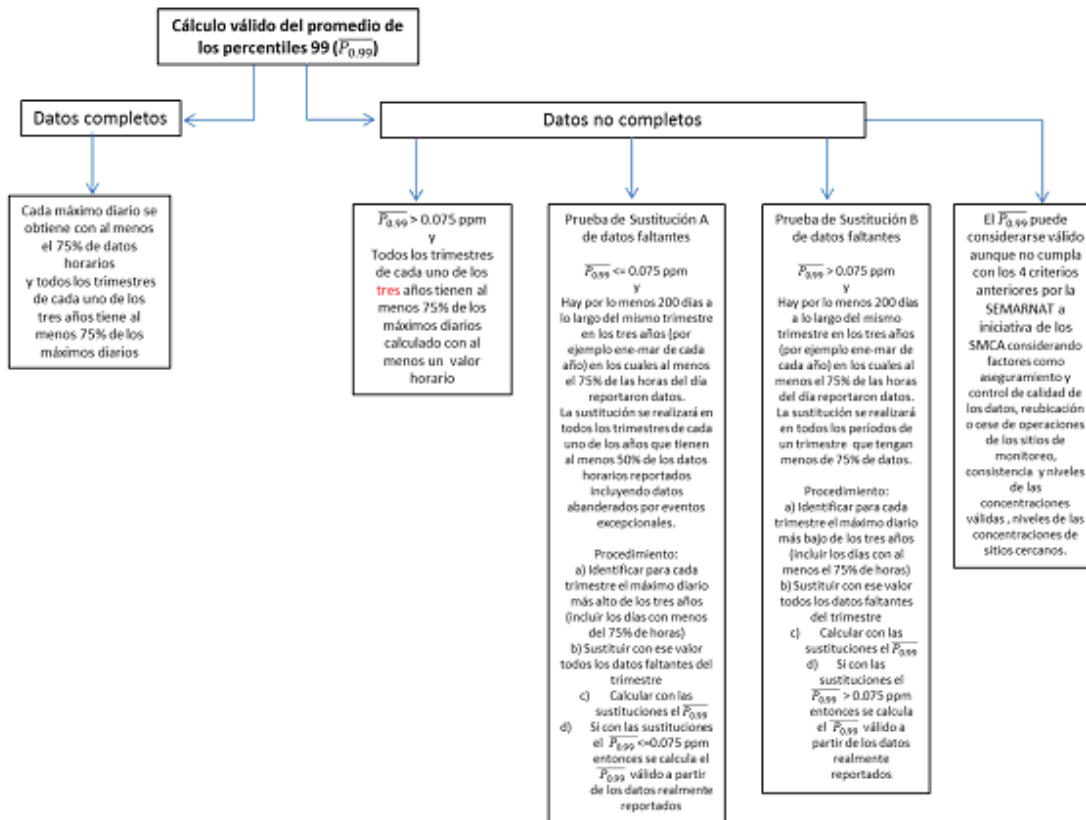 Cálculo válido del promedio de
los percentiles 99 (P̅0.99)
Datos completos
Datos no completos
Cada máximo diario se
obtiene con al menos
el 75% de datos
horarios
y todos los trimestres
de cada uno de los
tres años tiene al
menos 75% de los
máximos diarios
P̅0.99 > 0.075 ppm
y
Todos los trimestres
de cada uno de los
tres años tienen al
menos 75% de los
máximos diarios
calculado con al
menos un valor
horario
Prueba de Sustitución A
de datos faltantes
P̅0.99 <= 0.075 ppm
y
Hay por lo menos 200 días a
lo largo del mismo trimestre
en los tres años (por
ejemplo ene-mar de cada
año) en los cuales al menos
el 75% de las horas del día
reportaron datos.
La sustitución se realizará en
todos los trimestres de cada
uno de los años que tienen
al menos 50% de los datos
horarios reportados
incluyendo datos
abanderados por eventos
excepcionales.
Procedimiento:
a) Identificar para cada
trimestre el máximo diario
más alto de los tres años
(incluir los días con menos
del 75% de horas)
b) Sustituir con ese valor
todos los datos faltantes del
trimestre
c) Calcular con las
sustituciones el P̅0.99
d) Si con las sustituciones
el P̅0.99 <=0.075 ppm
entonces se calcula el
P̅0.99 válido a partir
de los datos realmente
reportados
Prueba de Sustitución B
de datos faltantes
P̅0.99 > 0.075 ppm
y
Hay por lo menos 200 días
a lo largo del mismo
trimestre en los tres años
(por ejemplo ene-mar de
cada año) en los cuales al
menos el 75% de las horas
del día reportaron datos.
La sustitución se realizará
en todos los períodos de
un trimestre que tengan
menos de 75% de datos.
Procedimiento:
a) Identificar para cada
trimestre el máximo diario
más bajo de los tres años
(incluir los días con al
menos el 75% de horas)
b) Sustituir con ese valor
todos los datos faltantes
del trimestre
c) Calcular con las
sustituciones el P̅0.99
d) Si con las
sustituciones el
P̅0.99 > 0.075 ppm
entonces se calcula
el P̅0.99 válido a
partir de los datos
realmente
reportados
El P̅0.99 puede
considerarse válido
aunque no cumpla
con los 4 criterios
anteriores por la
SEMARNAT a
iniciativa de los
SMCA considerando
factores como
aseguramiento y
control de calidad de
los datos, reubicación
o cese de operaciones
de los sitios de
monitoreo,
consistencia y niveles
de las
concentraciones
válidas , niveles de las
concentraciones de
sitios cercanos.